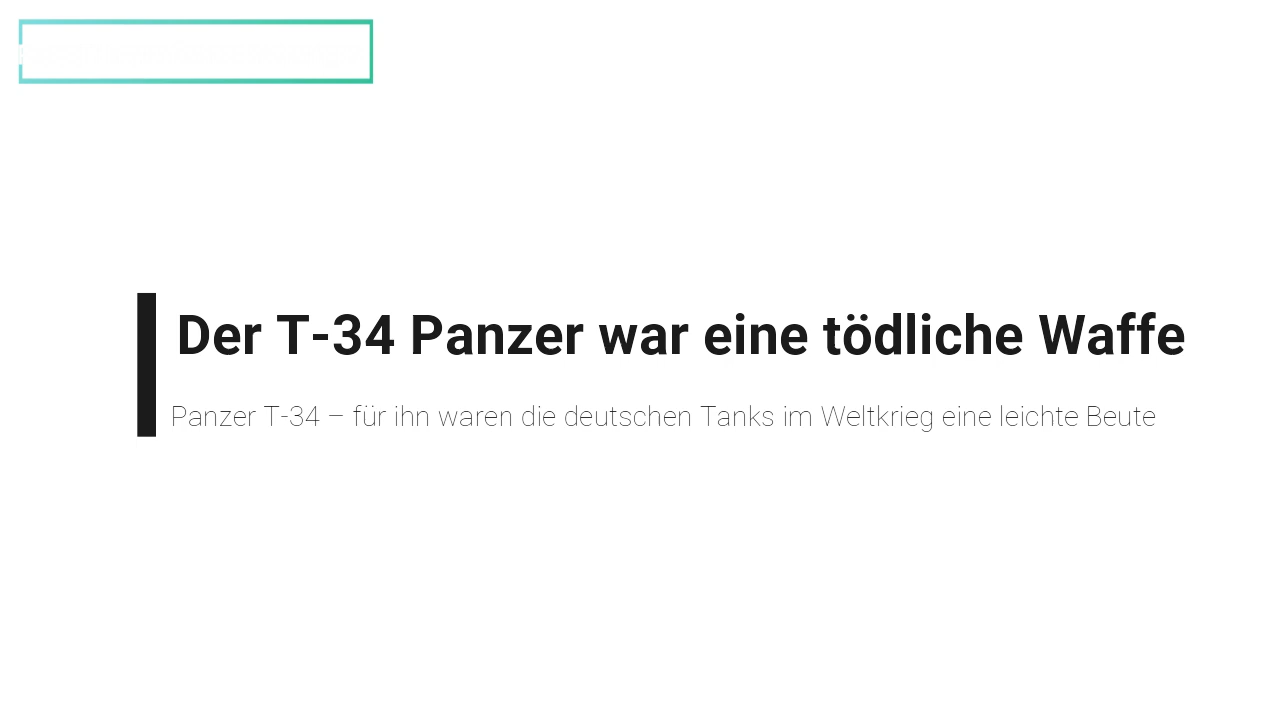 Der T-34 Panzer war eine tödliche Waffe
Panzer T-34 – für ihn waren die deutschen Tanks im Weltkrieg eine leichte Beute